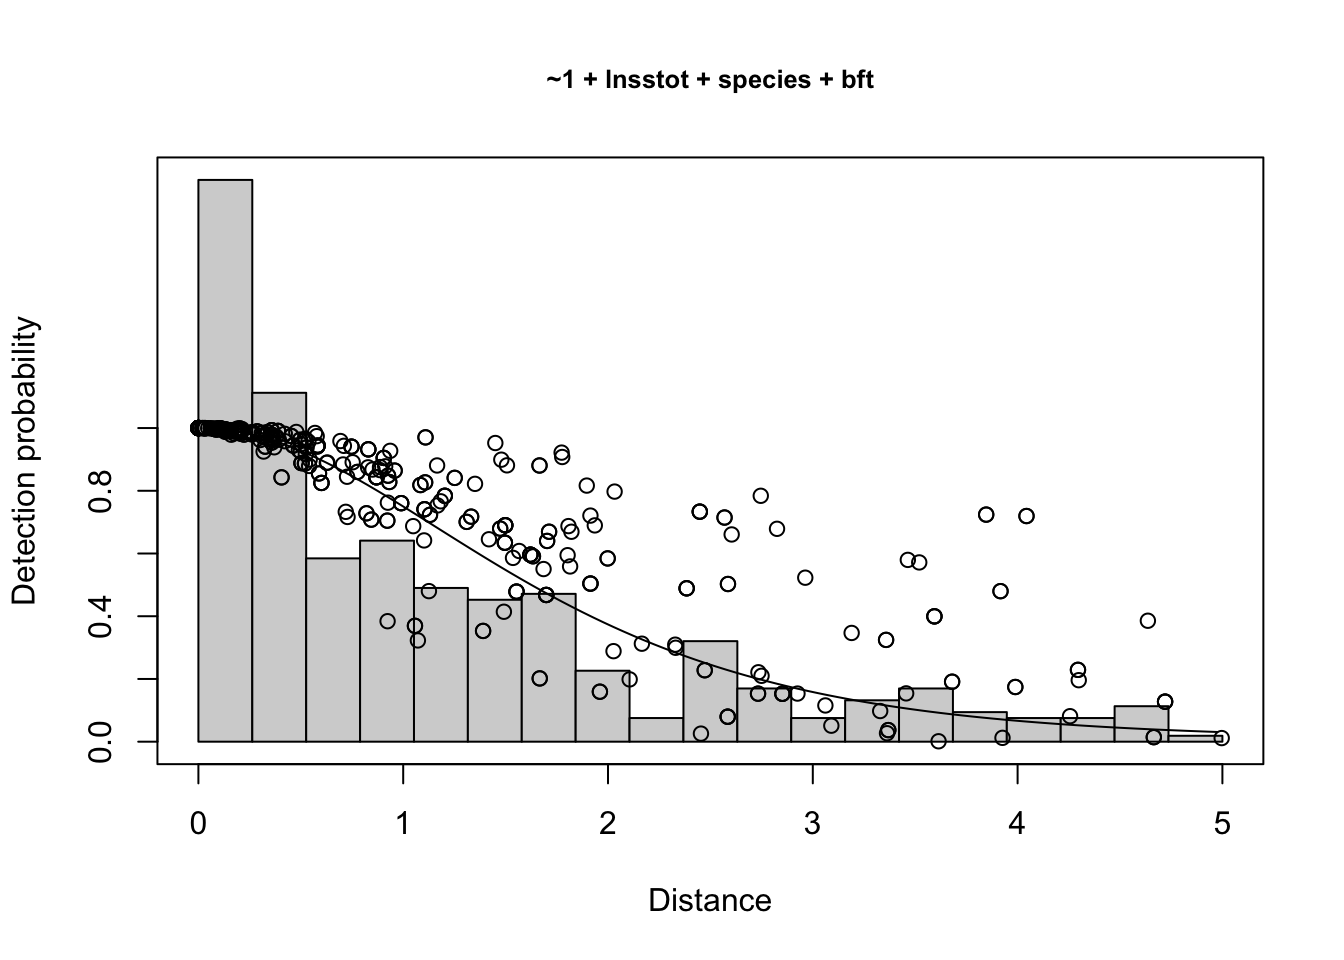 ~1 + lnsstot + species + bft
Detection probability
0.8
0.4
0.0
0 1 2 3 4 5
Distance